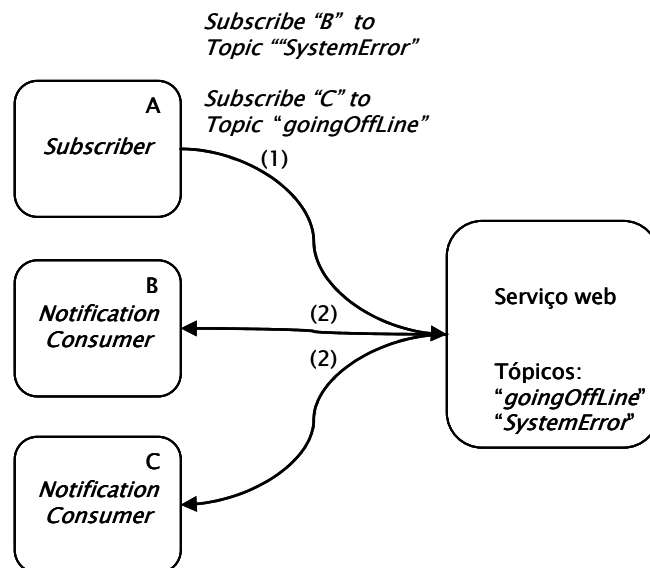 Subscribe “B” to
Topic ““SystemError”
Subscribe “C” to
Topic “goingOffLine”
(1)
A
Subscriber
B
Notification
Consumer
(2)
(2)
C
Notification
Consumer
Serviço web
Tópicos:
“goingOffLine”
“SystemError”